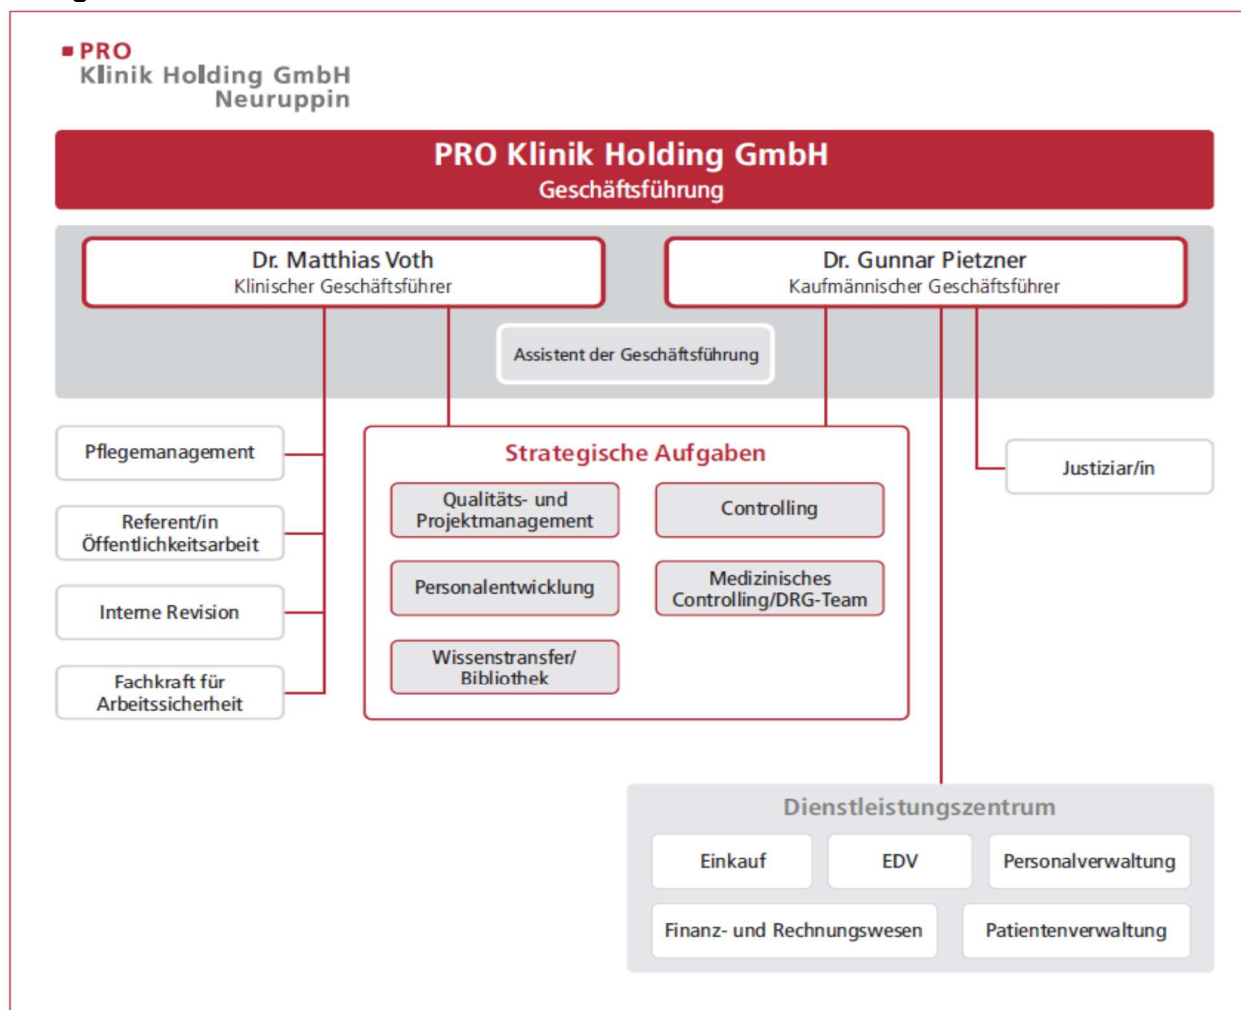 PRO
Klinik Holding GmbH
Neuruppin
PRO Klinik Holding GmbH
Geschäftsführung
Dr. Matthias Voth
Klinischer Geschäftsführer
Dr. Gunnar Pietzner
Kaufmännischer Geschäftsführer
Assistent der Geschäftsführung
Pflegemanagement
Referent/in
Öffentlichkeitsarbeit
Interne Revision
Fachkraft für
Arbeitssicherheit
Strategische Aufgaben
Qualitäts- und
Projektmanagement
Controlling
Personalentwicklung
Medizinisches
Controlling/DRG-Team
Wissenstransfer/
Bibliothek
Justiziar/in
Dienstleistungszentrum
Einkauf
EDV
Personalverwaltung
Finanz- und Rechnungswesen
Patientenverwaltung